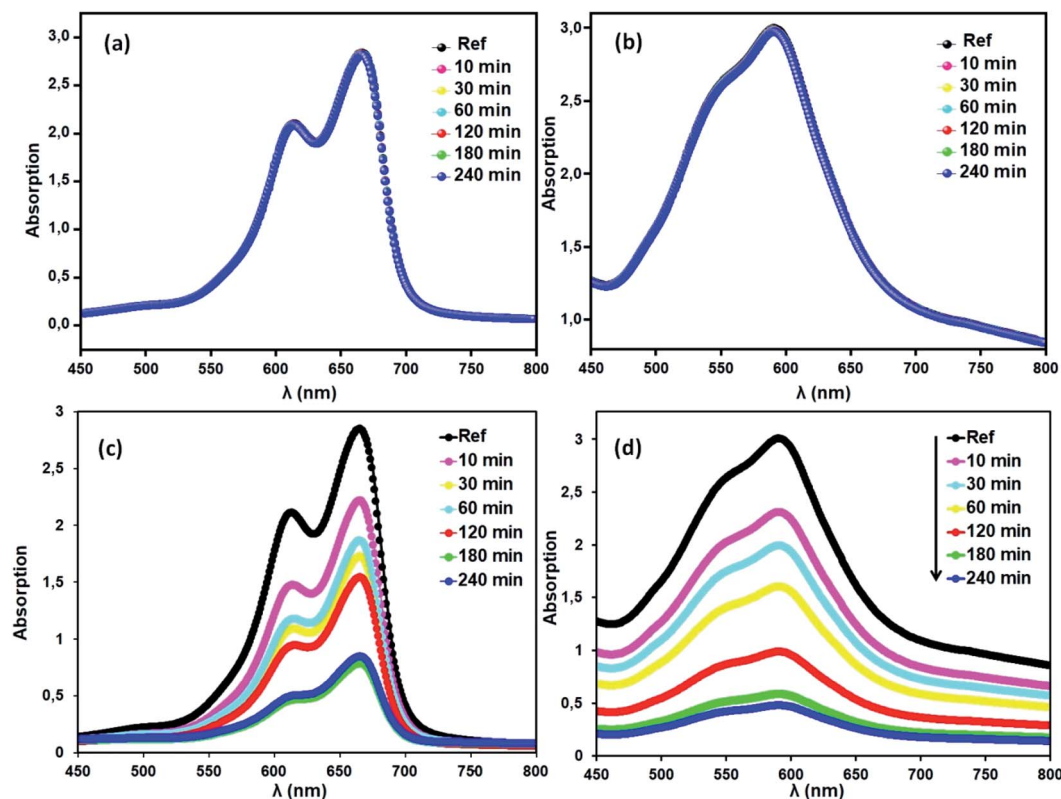 (a)
Ref
10 min
30 min
60 min
120 min
180 min
240 min
3,0
2,5
2,0
1,5
1,0
0,5
0,0
Absorption
450 500 550 600 650 700 750 800
λ (nm)
(b)
Ref
10 min
30 min
60 min
120 min
180 min
240 min
3,0
2,5
2,0
1,5
1,0
Absorption
450 500 550 600 650 700 750 800
λ (nm)
(c)
Ref
10 min
30 min
60 min
120 min
180 min
240 min
3
2,5
2
1,5
1
0,5
0
Absorption
450 500 550 600 650 700 750 800
λ (nm)
(d)
Ref
10 min
30 min
60 min
120 min
180 min
240 min
3
2,5
2
1,5
1
0,5
0
Absorption
450 500 550 600 650 700 750 800
λ (nm)